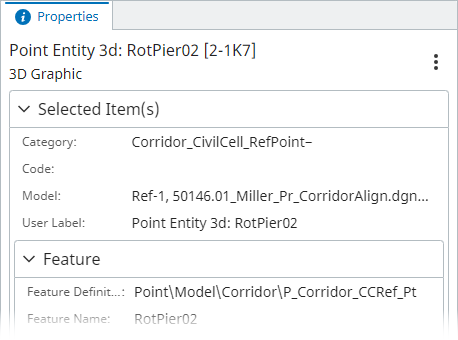 Properties
Point Entity 3d: RotPier02 [2-1K7]
3D Graphic
Selected Item(s)
Category: Corridor_CivilCell_RefPoint–
Code:
Model: Ref-1, 50146.01_Miller_Pr_CorridorAlign.dgn...
User Label: Point Entity 3d: RotPier02
Feature
Feature Definit...: Point\Model\Corridor\P_Corridor_CCRef_Pt
Feature Name: RotPier02